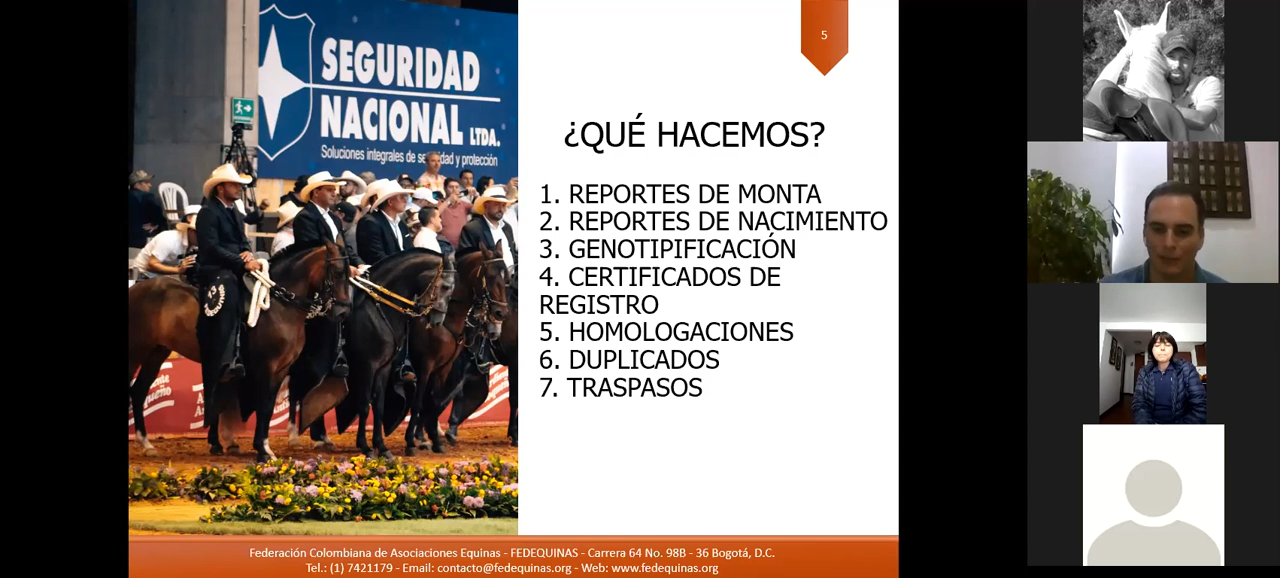 SEGURIDAD
NACIONAL LTDA.
Soluciones integrales de seguridad y protección
5
¿QUÉ HACEMOS?
1. REPORTES DE MONTA
2. REPORTES DE NACIMIENTO
3. GENOTIPIFICACIÓN
4. CERTIFICADOS DE
REGISTRO
5. HOMOLOGACIONES
6. DUPLICADOS
7. TRASPASOS
Federación Colombiana de Asociaciones Equinas - FEDEQUINAS - Carrera 64 No. 98B - 36 Bogotá, D.C.
Tel.: (1) 7421179 - Email: contacto@fedequinas.org - Web: www.fedequinas.org